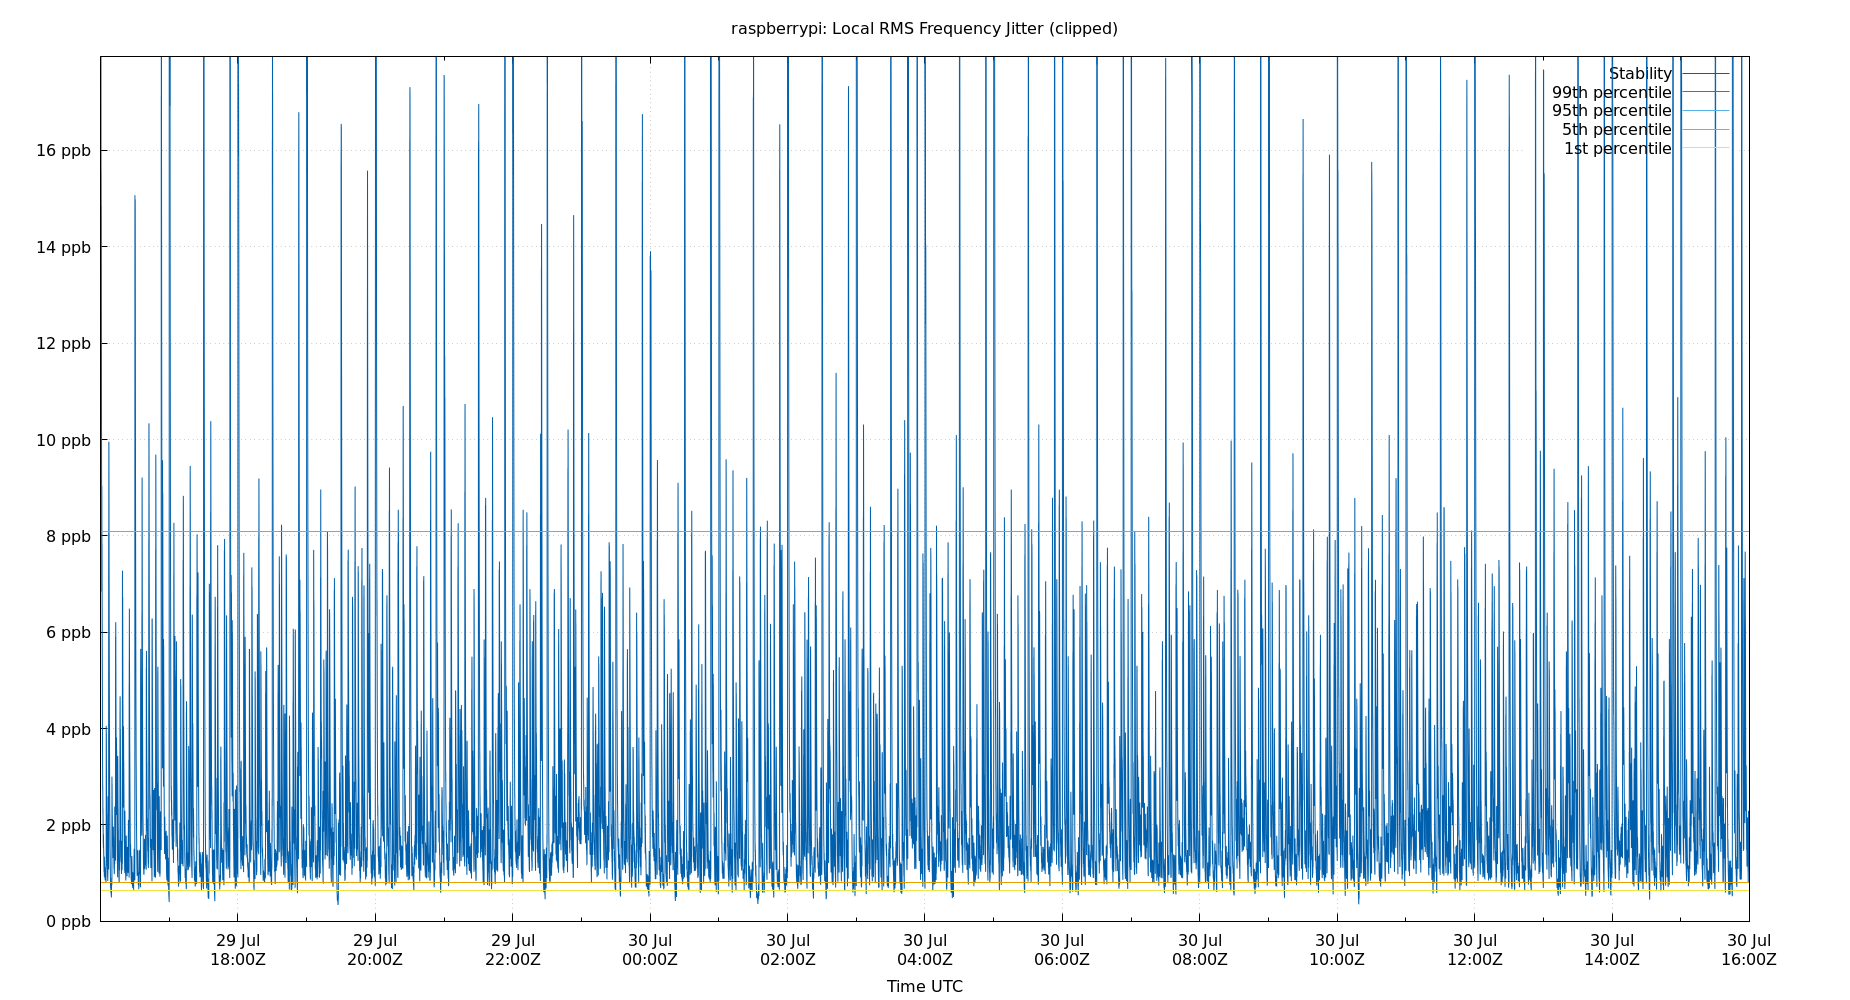 raspberrypi: Local RMS Frequency Jitter (clipped)
Stability
99th percentile
95th percentile
5th percentile
1st percentile
16 ppb
14 ppb
12 ppb
10 ppb
8 ppb
6 ppb
4 ppb
2 ppb
0 ppb
29 Jul 29 Jul 29 Jul 30 Jul 30 Jul 30 Jul 30 Jul 30 Jul 30 Jul 30 Jul 30 Jul 30 Jul
18:00Z 20:00Z 22:00Z 00:00Z 02:00Z 04:00Z 06:00Z 08:00Z 10:00Z 12:00Z 14:00Z 16:00Z
Time UTC